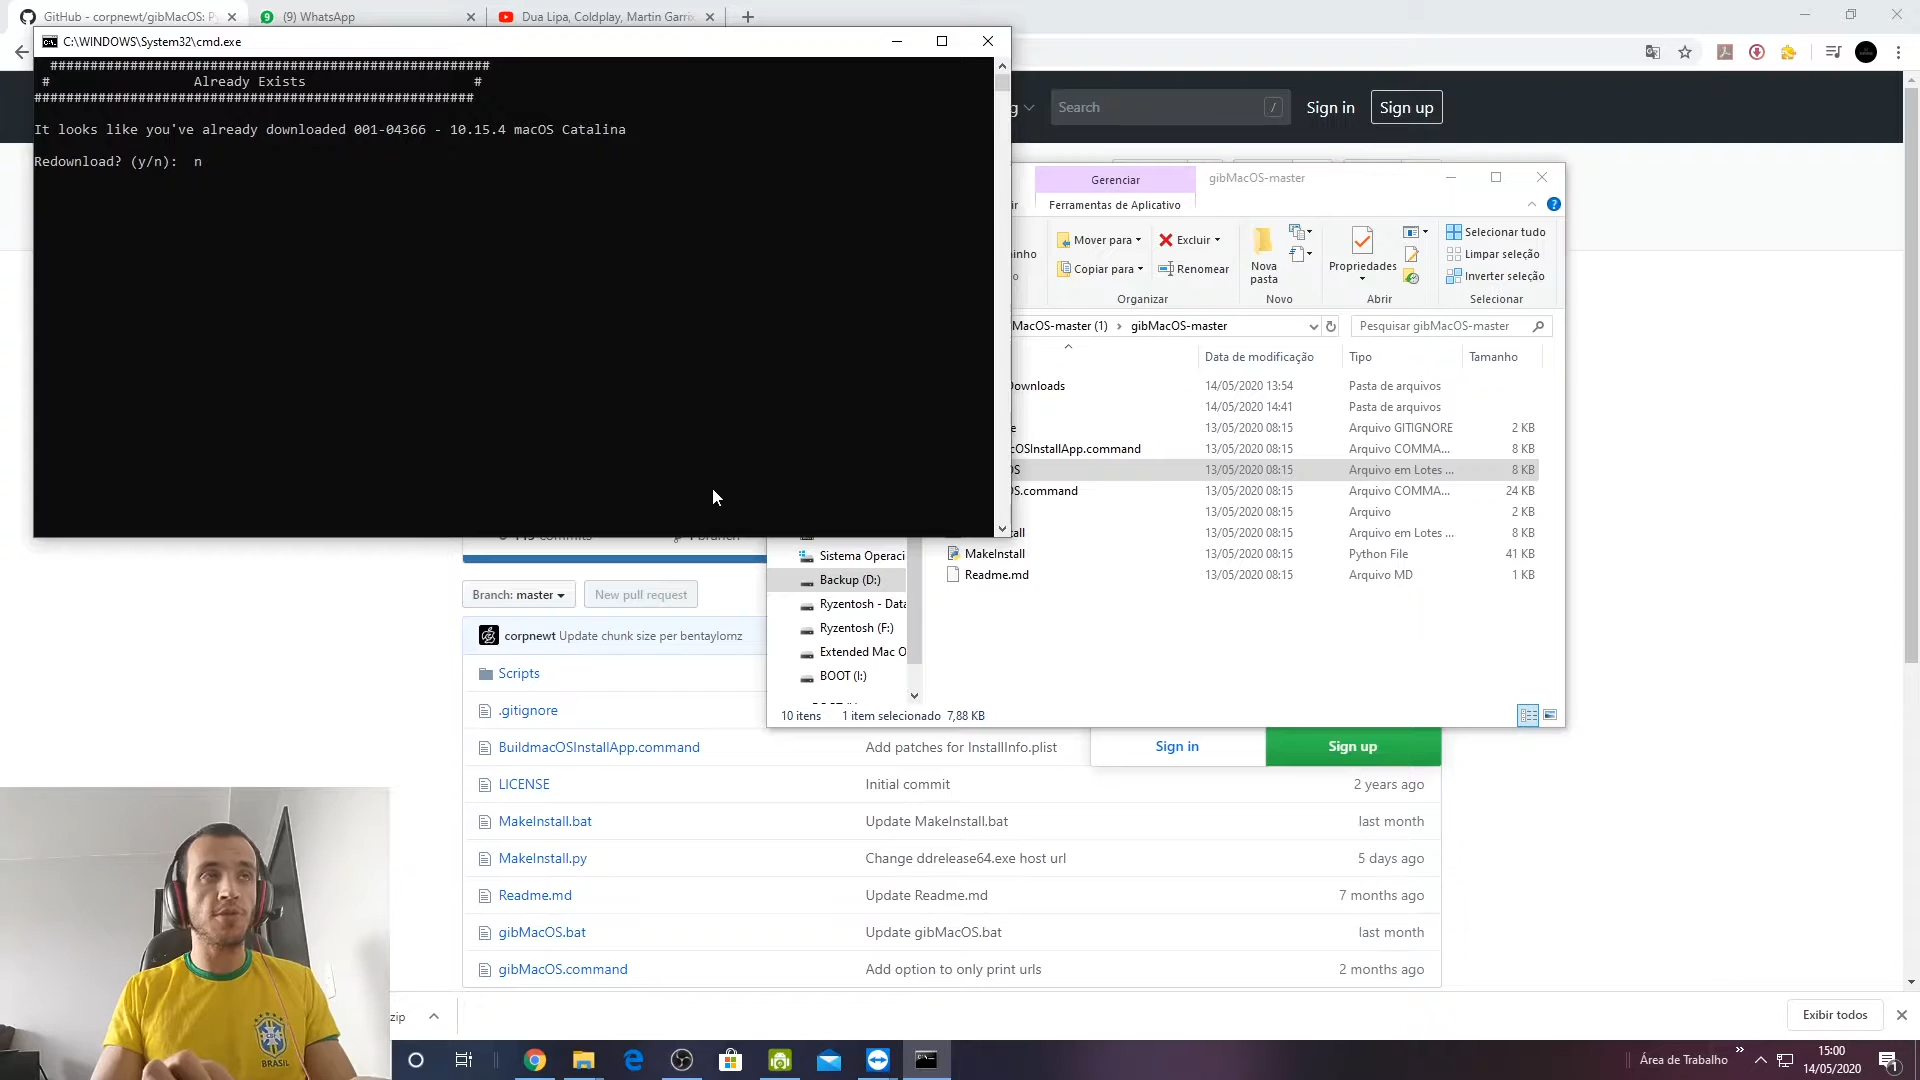 GitHub - corpnewt/gibMacOS: P
(9) WhatsApp
Dua Lipa, Coldplay, Martin Garrix
C:\WINDOWS\System32\cmd.exe
#######################################################
# Already Exists #
#######################################################
It looks like you've already downloaded 001-04366 - 10.15.4 macOS Catalina
Redownload? (y/n): n
Search /
Sign in
Sign up
Gerenciar
gibMacOS-master
Ferramentas de Aplicativo
Mover para
Copiar para
Excluir
Renomear
Organizar
Nova pasta
Novo
Propriedades
Abrir
Selecionar tudo
Limpar seleção
Inverter seleção
Selecionar
MacOS-master (1) › gibMacOS-master
Pesquisar gibMacOS-master
Data de modificação Tipo Tamanho
Downloads 14/05/2020 13:54 Pasta de arquivos
14/05/2020 14:41 Pasta de arquivos
e 13/05/2020 08:15 Arquivo GITIGNORE 2 KB
cOSInstallApp.command 13/05/2020 08:15 Arquivo COMMA... 8 KB
OS 13/05/2020 08:15 Arquivo em Lotes ... 8 KB
OS.command 13/05/2020 08:15 Arquivo COMMA... 24 KB
13/05/2020 08:15 Arquivo 2 KB
tall 13/05/2020 08:15 Arquivo em Lotes ... 8 KB
MakeInstall 13/05/2020 08:15 Python File 41 KB
Readme.md 13/05/2020 08:15 Arquivo MD 1 KB
Sistema Operaci
Backup (D:)
Ryzentosh - Data
Ryzentosh (F:)
Extended Mac O
BOOT (I:)
10 itens 1 item selecionado 7,88 KB
Branch: master
New pull request
corpnewt Update chunk size per bentaylornz
Scripts
.gitignore
BuildmacOSInstallApp.command Add patches for InstallInfo.plist
Sign in
Sign up
LICENSE Initial commit 2 years ago
MakeInstall.bat Update MakeInstall.bat last month
MakeInstall.py Change ddrelease64.exe host url 5 days ago
Readme.md Update Readme.md 7 months ago
gibMacOS.bat Update gibMacOS.bat last month
gibMacOS.command Add option to only print urls 2 months ago
zip
Exibir todos
BRASIL
Área de Trabalho
15:00
14/05/2020
1